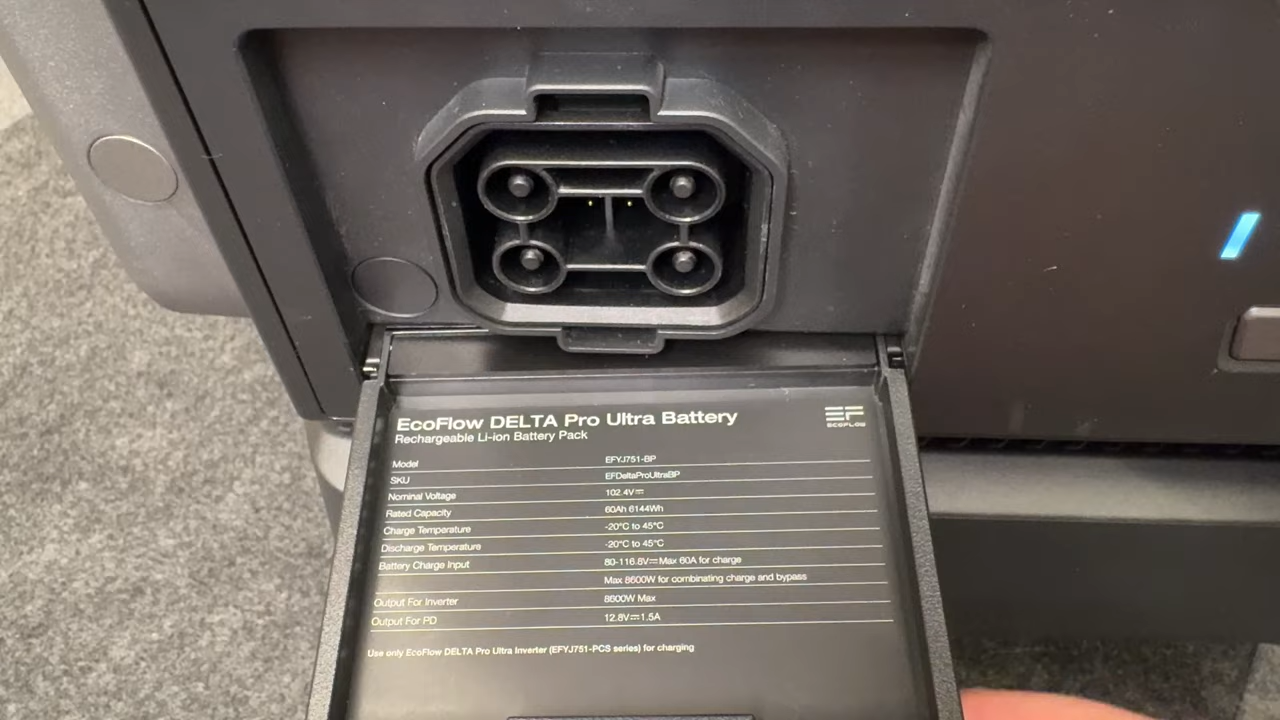 EcoFlow DELTA Pro Ultra Battery
EF
ECOFLOW
Rechargeable Li-ion Battery Pack
Model EFYJ751-BP
SKU EFDeltaProUltraBP
Nominal Voltage 102.4V⎓
Rated Capacity 60Ah 6144Wh
Charge Temperature -20°C to 45°C
Discharge Temperature -20°C to 45°C
Battery Charge Input 80-116.8V⎓Max 60A for charge
Max 8600W for combinating charge and bypass
Output For Inverter 8600W Max
Output For PD 12.8V⎓1.5A
Use only EcoFlow DELTA Pro Ultra Inverter (EFYJ751-PCS series) for charging